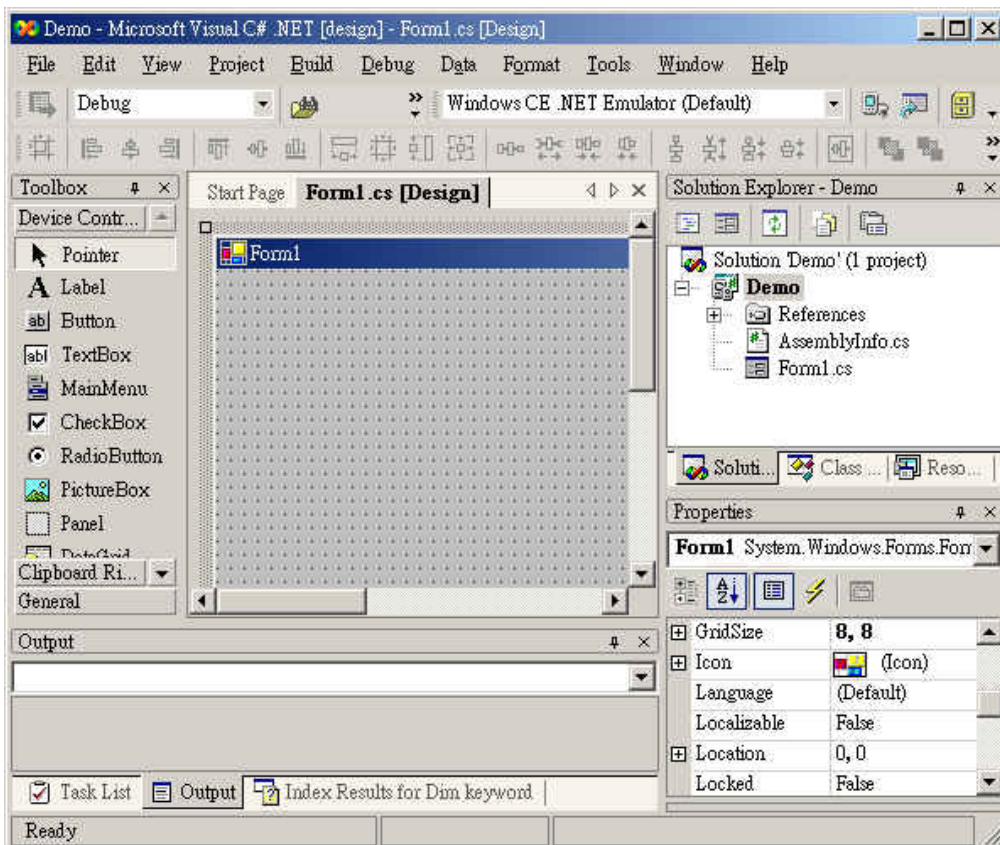 Demo - Microsoft Visual C# .NET [design] - Form1.cs [Design]
File Edit View Project Build Debug Data Format Tools Window Help
Debug Windows CE .NET Emulator (Default)
Toolbox
Device Contr...
Pointer
Label
Button
TextBox
MainMenu
CheckBox
RadioButton
PictureBox
Panel
DataGrid
Clipboard Ri...
General
Start Page Form1.cs [Design]
Form1
Solution Explorer - Demo
Solution 'Demo' (1 project)
Demo
References
AssemblyInfo.cs
Form1.cs
Soluti... Class ... Reso...
Properties
Form1 System.Windows.Forms.Forr
GridSize 8, 8
Icon (Icon)
Language (Default)
Localizable False
Location 0, 0
Locked False
Output
Task List Output Index Results for Dim keyword
Ready